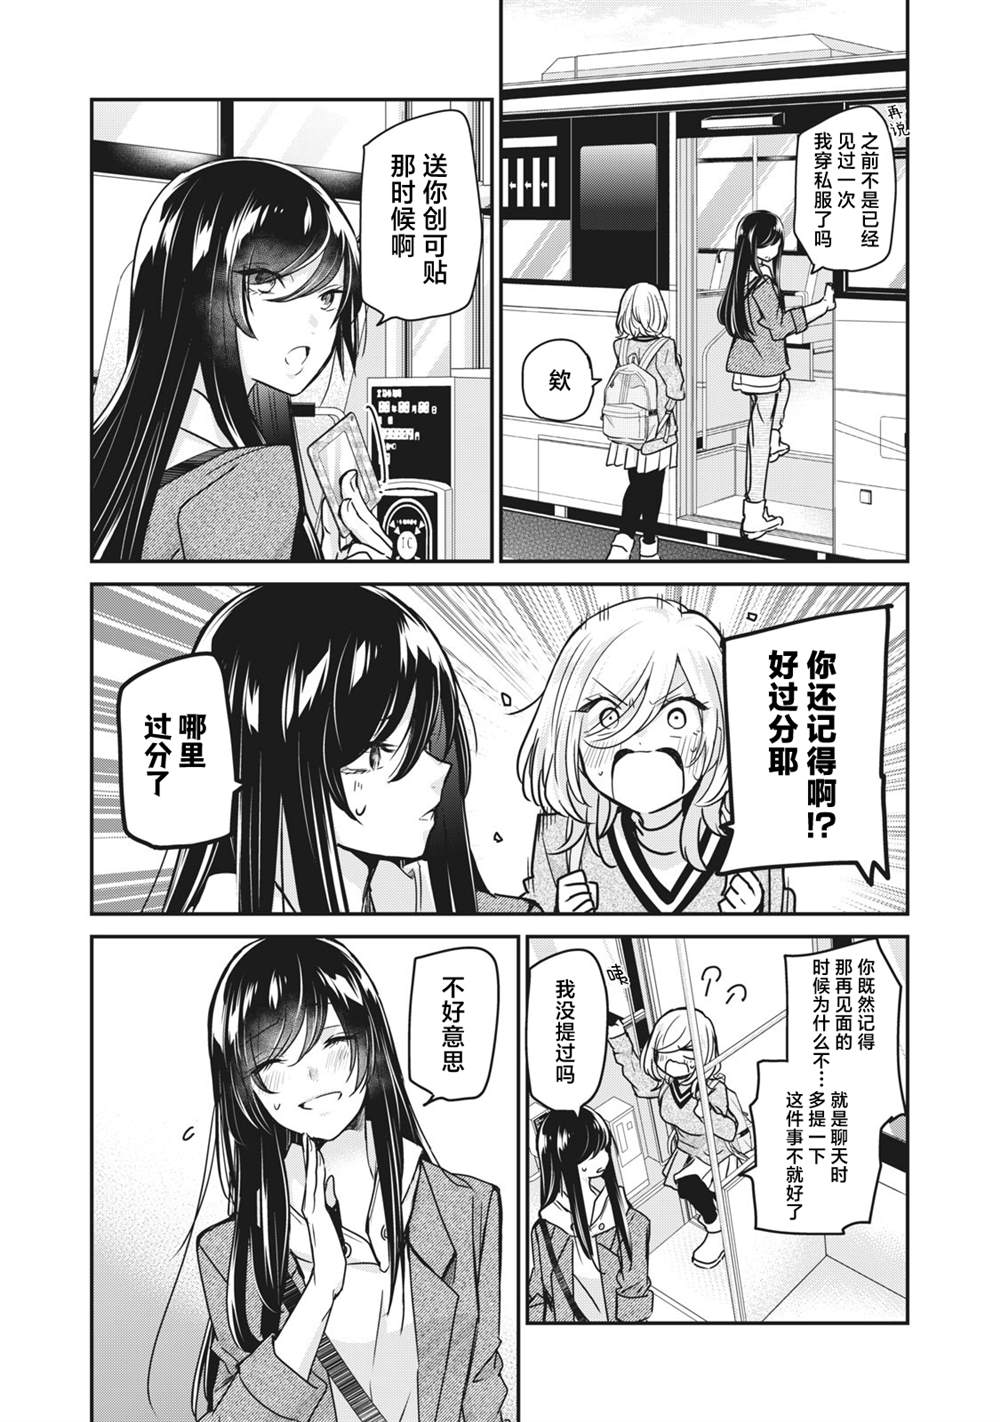 再说
之前不是已经
见过一次
我穿私服了吗
欸
送你创可贴
那时候啊
你还记得啊!?
好过分耶
哪里
过分了
你既然记得
那再见面的
时候为什么不…
就是聊天时
多提一下
这件事不就好了
咦
我没提过吗
不好意思